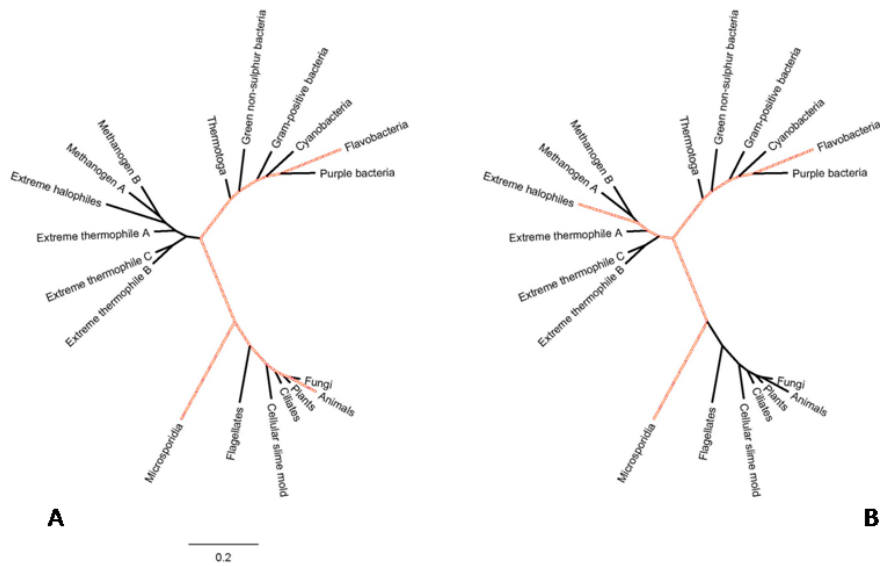 Green non-sulphur bacteria
Gram-positive bacteria
Cyanobacteria
Thermotoga
Flavobacteria
Purple bacteria
Methanogen B
Methanogen A
Extreme halophiles
Extreme thermophile A
Extreme thermophile C
Extreme thermophile B
Fungi
Animals
Plants
Ciliates
Cellular slime mold
Flagellates
Microsporidia
A
0.2
Green non-sulphur bacteria
Gram-positive bacteria
Cyanobacteria
Thermotoga
Flavobacteria
Purple bacteria
Methanogen B
Methanogen A
Extreme halophiles
Extreme thermophile A
Extreme thermophile C
Extreme thermophile B
Fungi
Animals
Plants
Ciliates
Cellular slime mold
Flagellates
Microsporidia
B